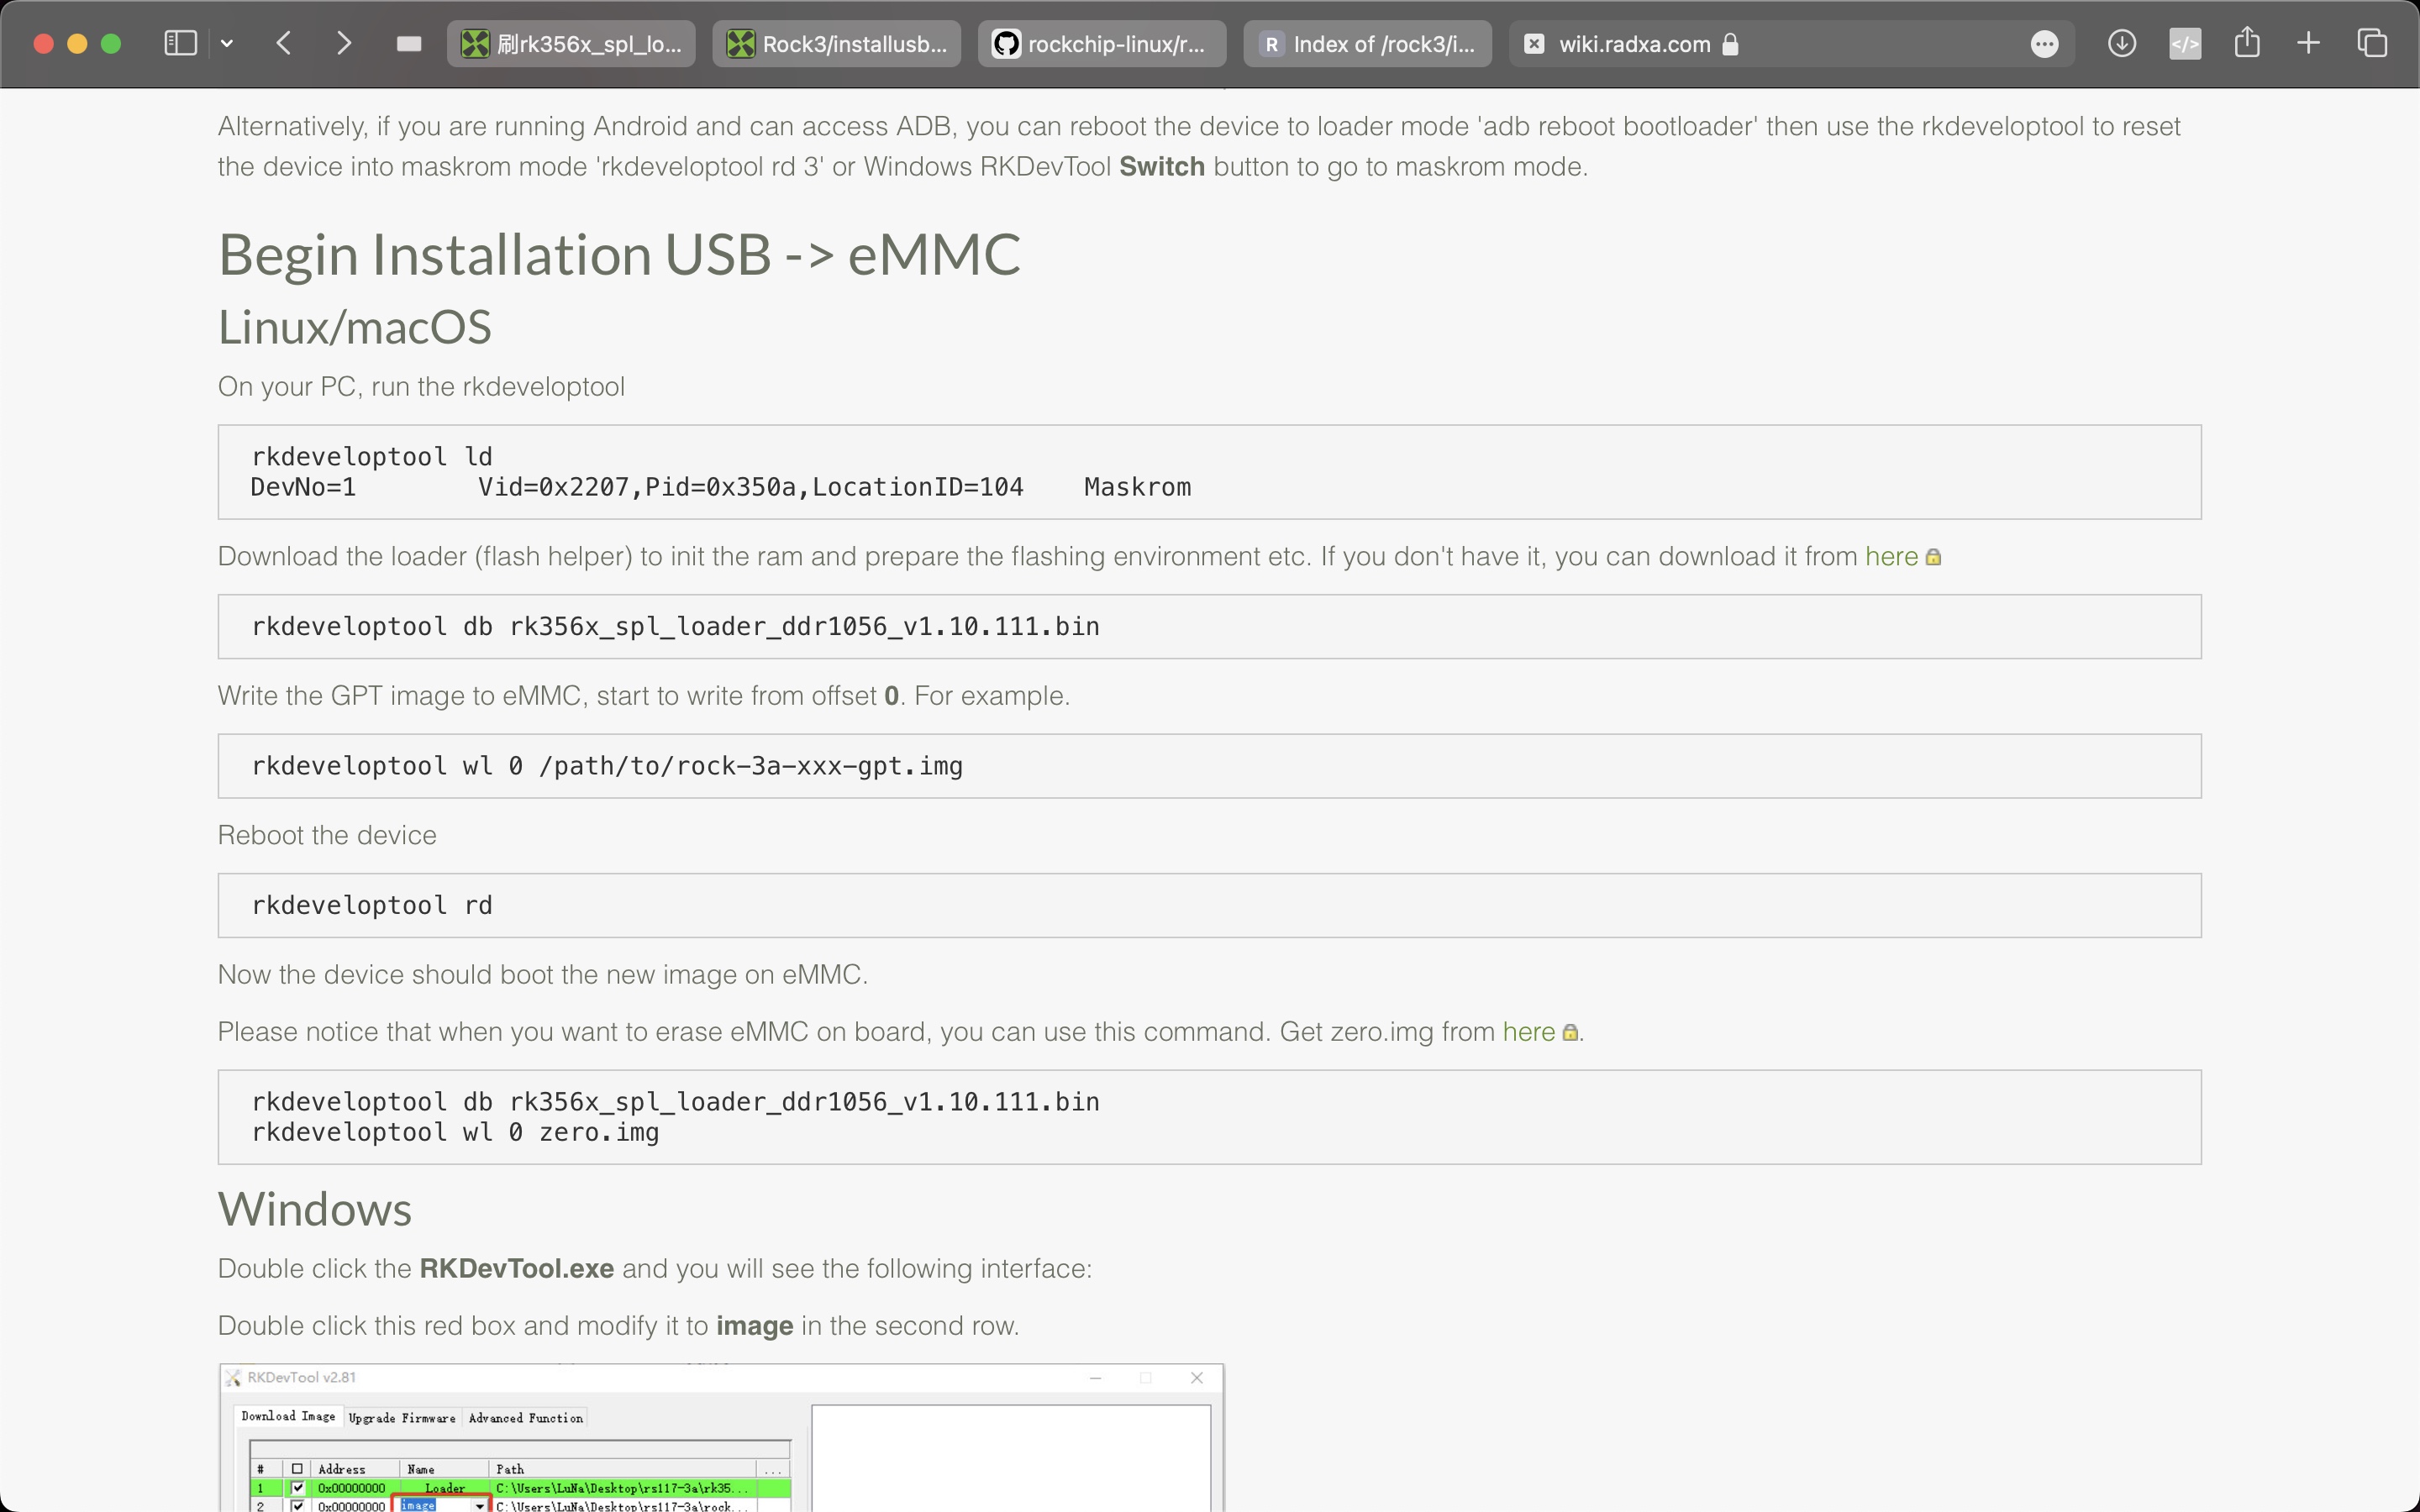 刷rk356x_spl_lo...
Rock3/installusb...
rockchip-linux/r...
R Index of /rock3/i...
wiki.radxa.com
Alternatively, if you are running Android and can access ADB, you can reboot the device to loader mode 'adb reboot bootloader' then use the rkdeveloptool to reset
the device into maskrom mode 'rkdeveloptool rd 3' or Windows RKDevTool Switch button to go to maskrom mode.
Begin Installation USB -> eMMC
Linux/macOS
On your PC, run the rkdeveloptool
rkdeveloptool ld
DevNo=1 Vid=0x2207,Pid=0x350a,LocationID=104 Maskrom
Download the loader (flash helper) to init the ram and prepare the flashing environment etc. If you don't have it, you can download it from here
rkdeveloptool db rk356x_spl_loader_ddr1056_v1.10.111.bin
Write the GPT image to eMMC, start to write from offset 0. For example.
rkdeveloptool wl 0 /path/to/rock-3a-xxx-gpt.img
Reboot the device
rkdeveloptool rd
Now the device should boot the new image on eMMC.
Please notice that when you want to erase eMMC on board, you can use this command. Get zero.img from here.
rkdeveloptool db rk356x_spl_loader_ddr1056_v1.10.111.bin
rkdeveloptool wl 0 zero.img
Windows
Double click the RKDevTool.exe and you will see the following interface:
Double click this red box and modify it to image in the second row.
RKDevTool v2.81
Download Image Upgrade Firmware Advanced Function
# Address Name Path ...
1 0x00000000 Loader C:\Users\LuNa\Desktop\rs117-3a\rk35...
2 0x00000000 image C:\Users\LuNa\Desktop\rs117-3a\rock...